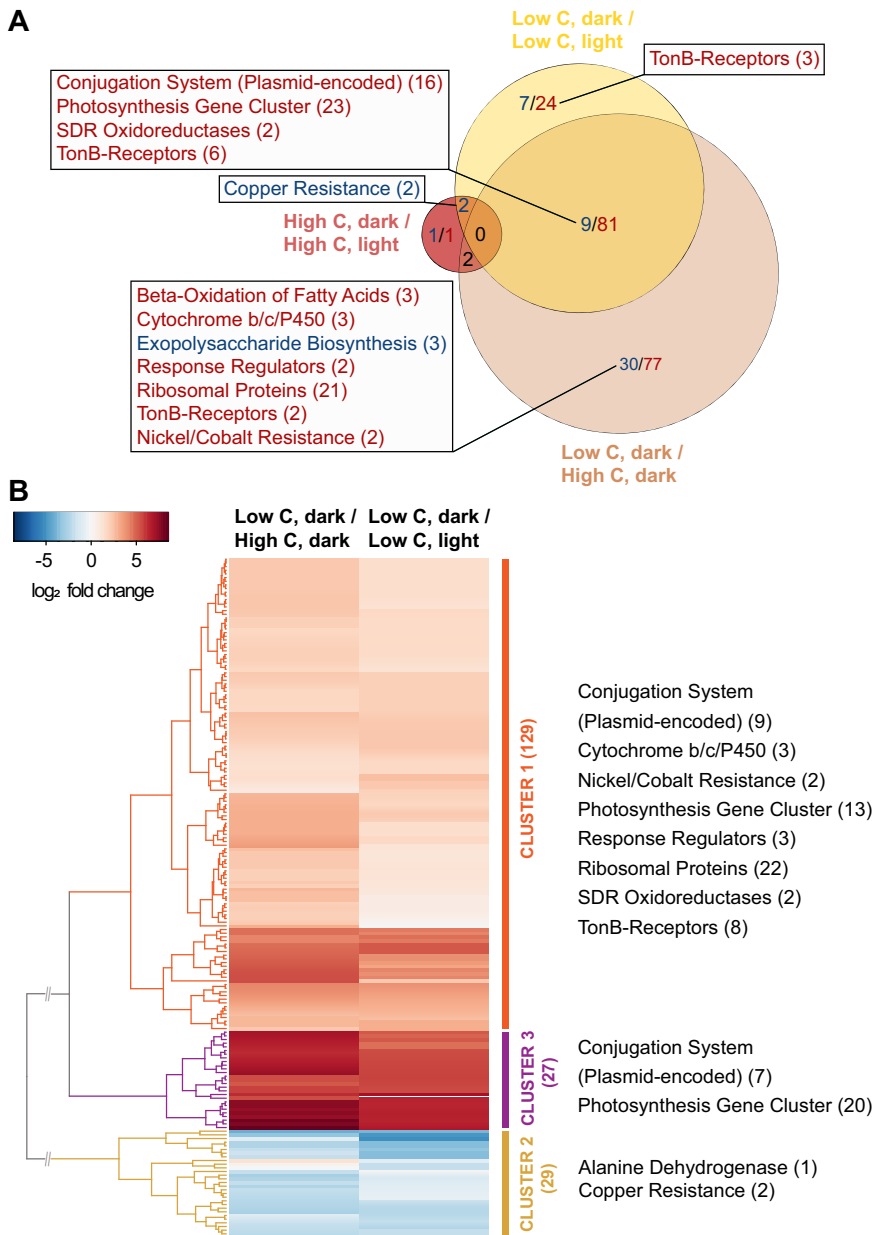 A
Low C, dark /
Low C, light
TonB-Receptors (3)
Conjugation System (Plasmid-encoded) (16)
Photosynthesis Gene Cluster (23)
SDR Oxidoreductases (2)
TonB-Receptors (6)
7/24
Copper Resistance (2)
2
High C, dark /
High C, light
1/1
0
2
9/81
Beta-Oxidation of Fatty Acids (3)
Cytochrome b/c/P450 (3)
Exopolysaccharide Biosynthesis (3)
Response Regulators (2)
Ribosomal Proteins (21)
TonB-Receptors (2)
Nickel/Cobalt Resistance (2)
30/77
Low C, dark /
High C, dark
B
-5 0 5
log₂ fold change
Low C, dark /
High C, dark
Low C, dark /
Low C, light
CLUSTER 1 (129)
Conjugation System
(Plasmid-encoded) (9)
Cytochrome b/c/P450 (3)
Nickel/Cobalt Resistance (2)
Photosynthesis Gene Cluster (13)
Response Regulators (3)
Ribosomal Proteins (22)
SDR Oxidoreductases (2)
TonB-Receptors (8)
CLUSTER 3
(27)
Conjugation System
(Plasmid-encoded) (7)
Photosynthesis Gene Cluster (20)
CLUSTER 2
(29)
Alanine Dehydrogenase (1)
Copper Resistance (2)